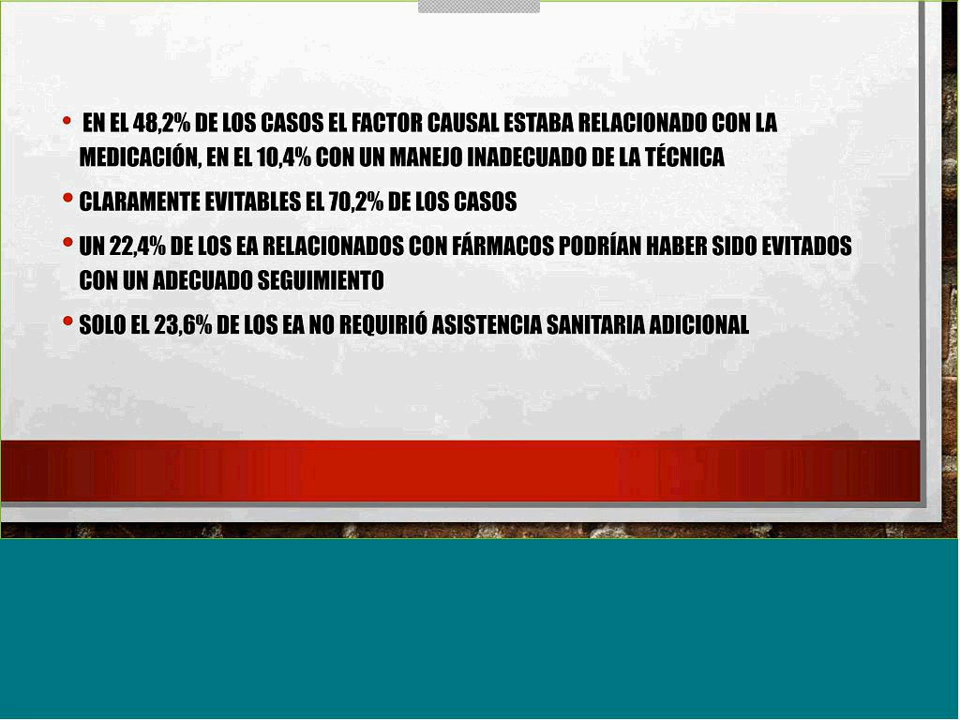 • EN EL 48,2% DE LOS CASOS EL FACTOR CAUSAL ESTABA RELACIONADO CON LA
MEDICACIÓN, EN EL 10,4% CON UN MANEJO INADECUADO DE LA TÉCNICA
• CLARAMENTE EVITABLES EL 70,2% DE LOS CASOS
• UN 22,4% DE LOS EA RELACIONADOS CON FÁRMACOS PODRÍAN HABER SIDO EVITADOS
CON UN ADECUADO SEGUIMIENTO
• SOLO EL 23,6% DE LOS EA NO REQUIRIÓ ASISTENCIA SANITARIA ADICIONAL